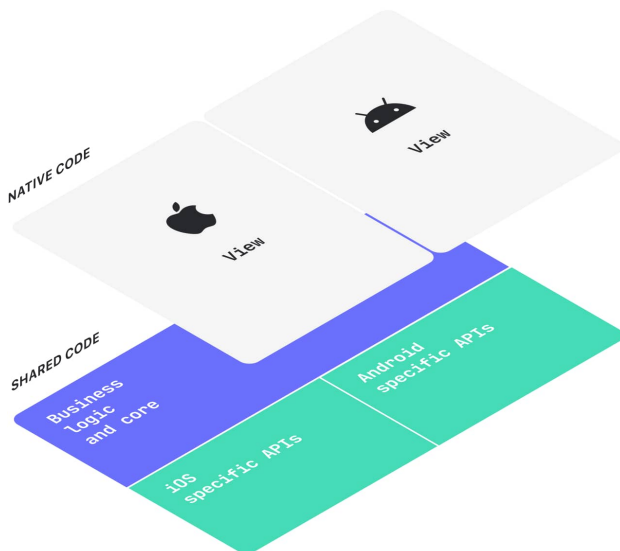 NATIVE CODE
View
View
SHARED CODE
Business
logic
and core
Android
specific APIs
iOS
specific APIs